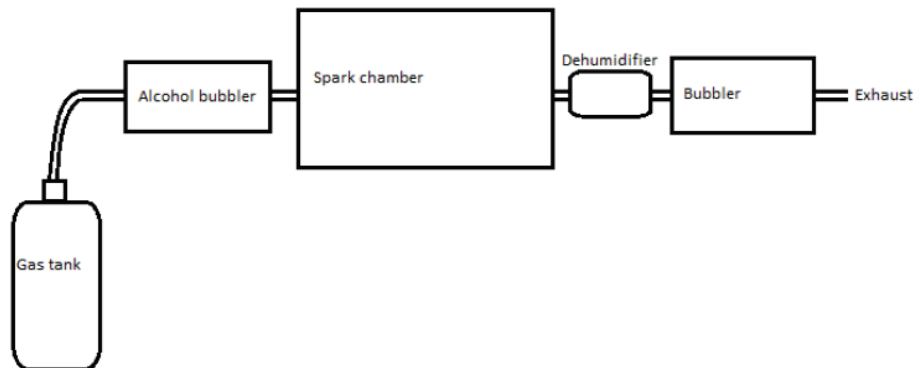 Dehumidifier
Spark chamber
Alcohol bubbler
Bubbler
Exhaust
Gas tank